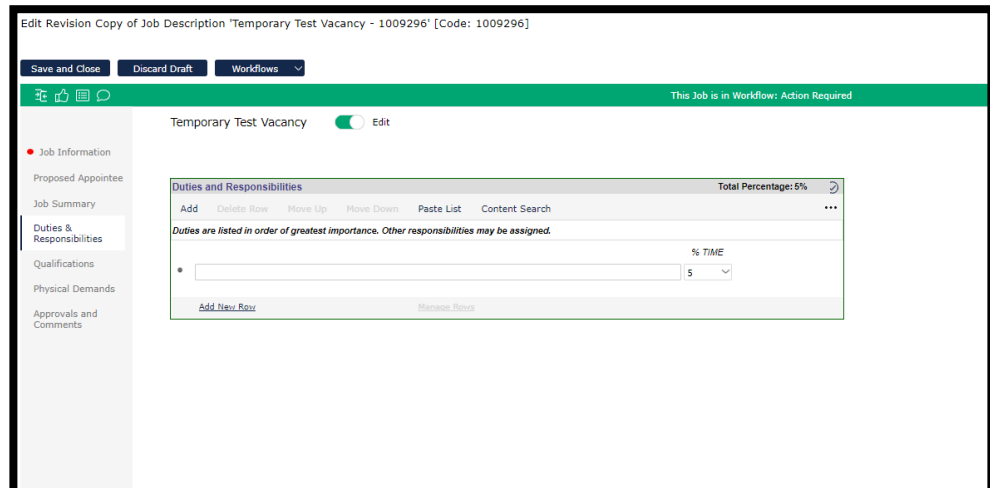 Edit Revision Copy of Job Description 'Temporary Test Vacancy - 1009296' [Code: 1009296]
Save and Close Discard Draft Workflows
This Job is in Workflow: Action Required
Temporary Test Vacancy Edit
Job Information
Proposed Appointee
Job Summary
Duties &
Responsibilities
Qualifications
Physical Demands
Approvals and
Comments
Duties and Responsibilities Total Percentage: 5%
Add Delete Row Move Up Move Down Paste List Content Search
Duties are listed in order of greatest importance. Other responsibilities may be assigned.
% TIME
5
Add New Row Manage Rows